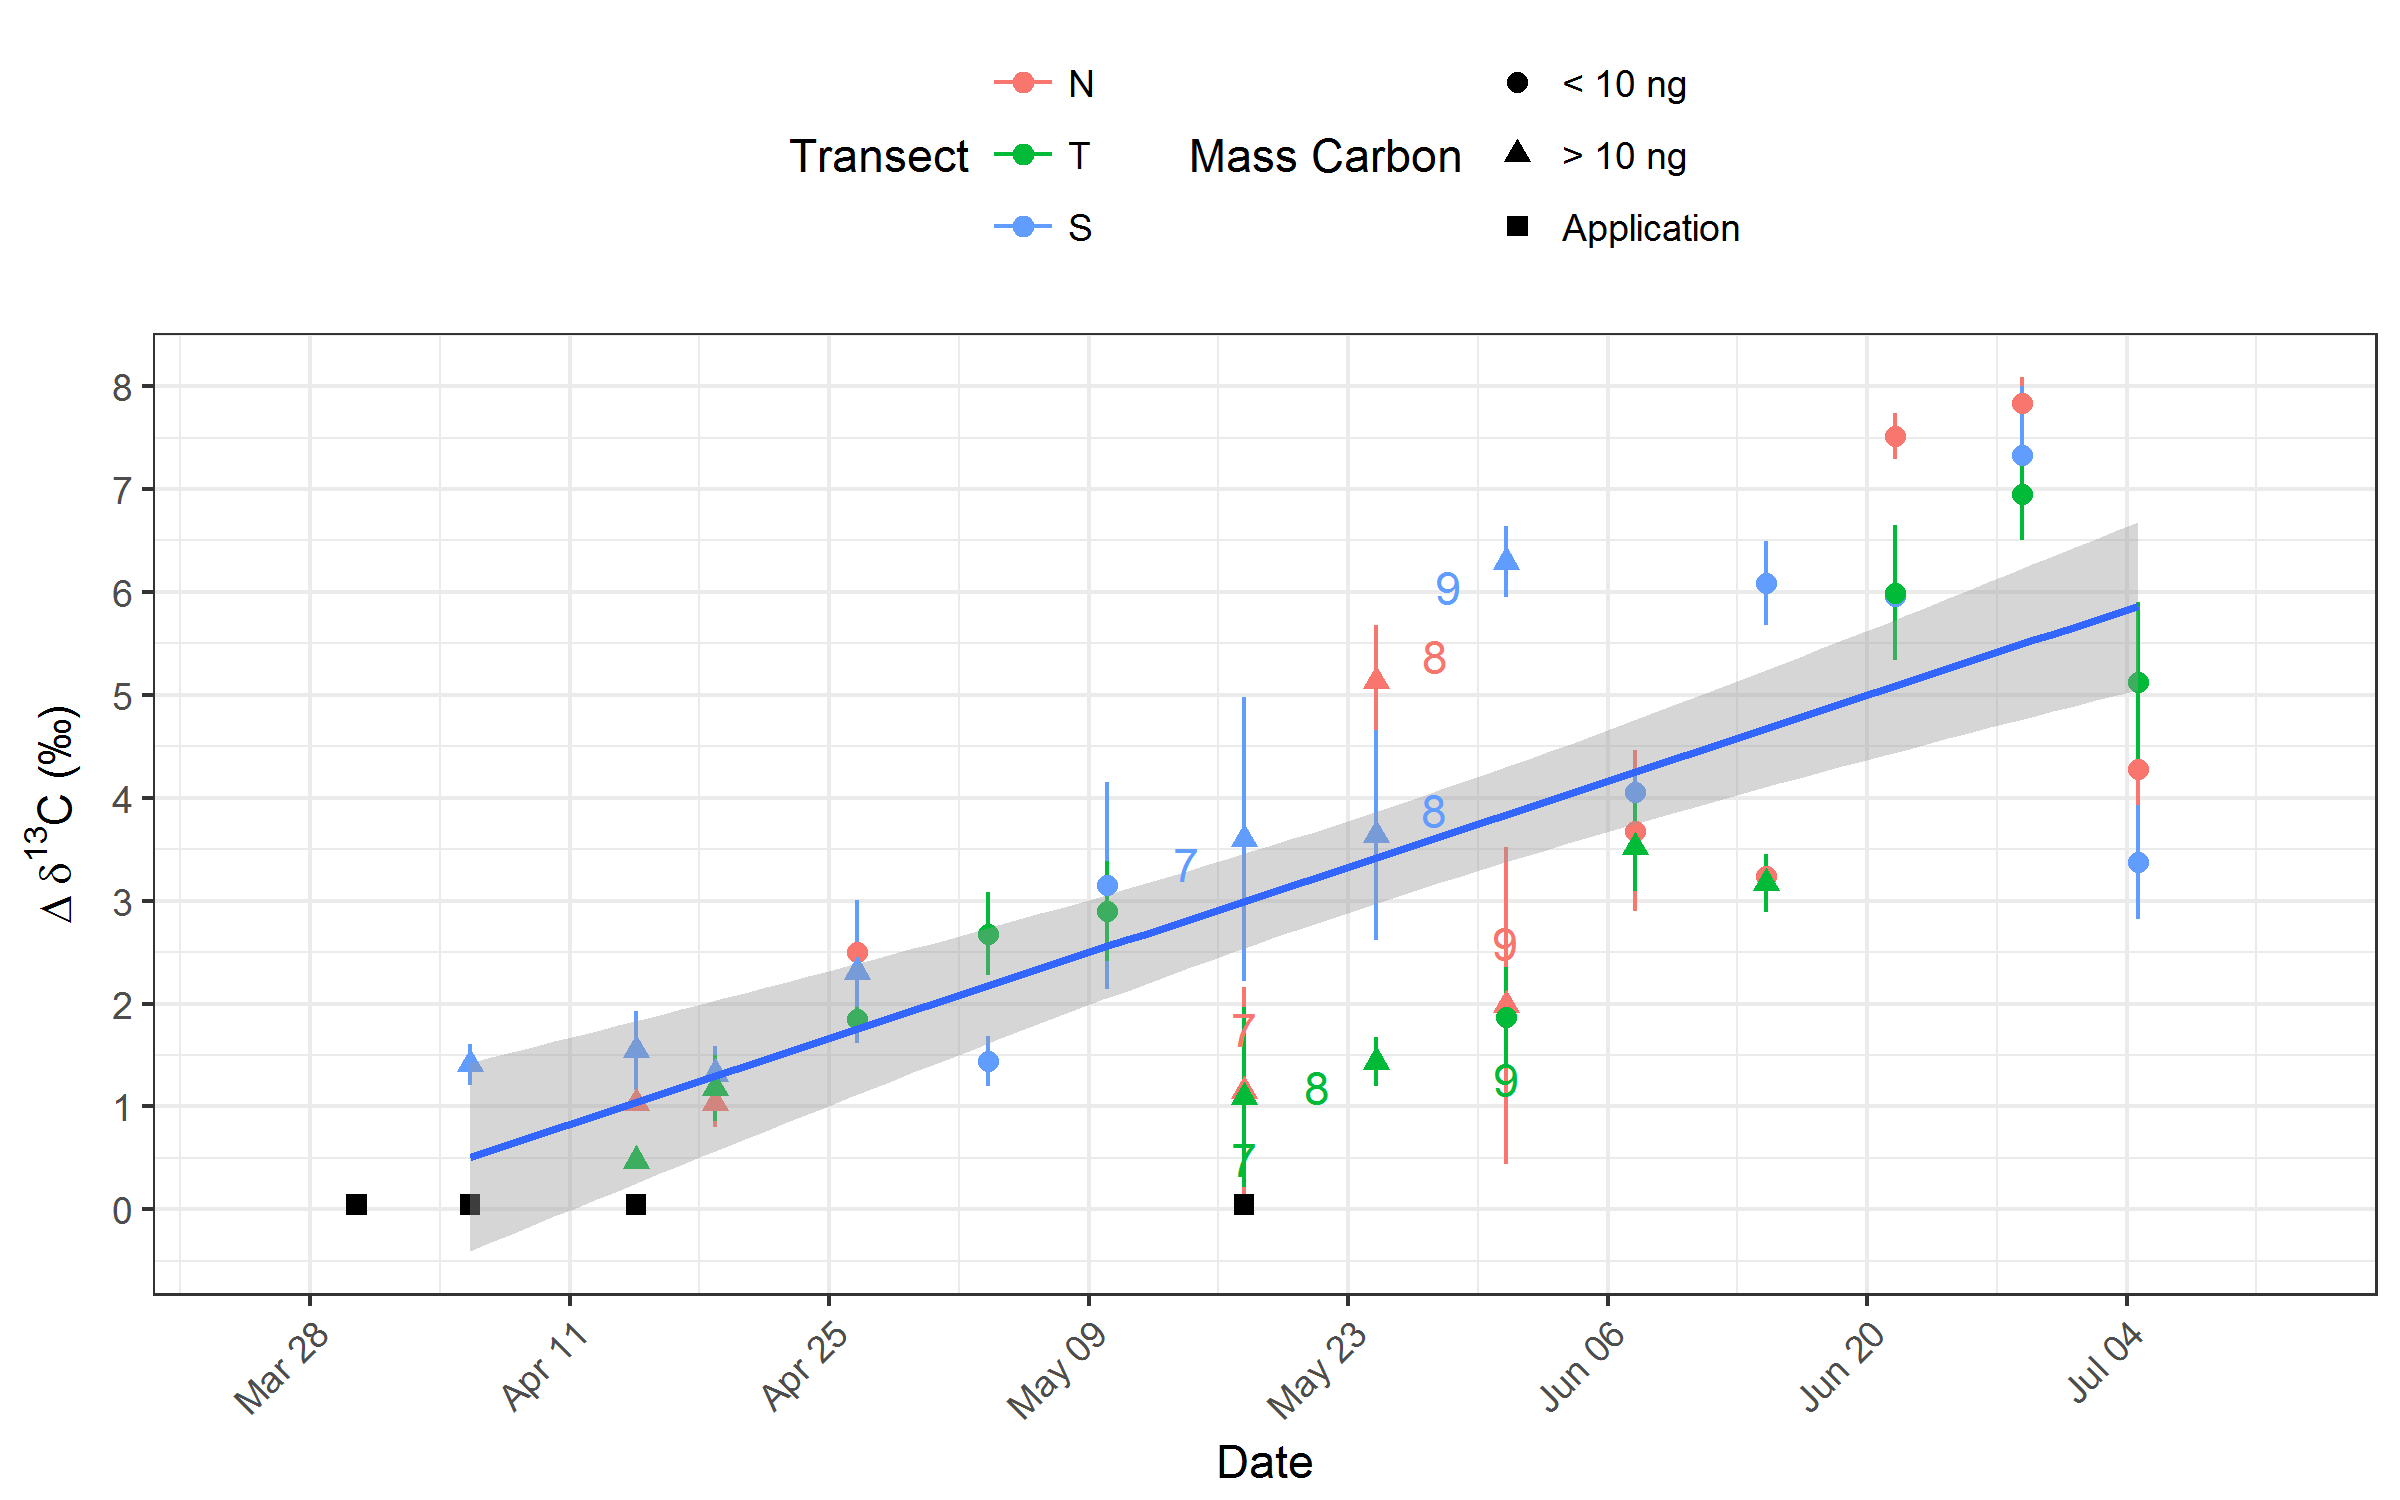 N
< 10 ng
Transect
T
Mass Carbon
> 10 ng
S
Application
8
7
6
5
4
3
2
1
0
Δ δ¹³C (‰)
9
8
8
7
9
7
8
9
7
Mar 28
Apr 11
Apr 25
May 09
May 23
Jun 06
Jun 20
Jul 04
Date